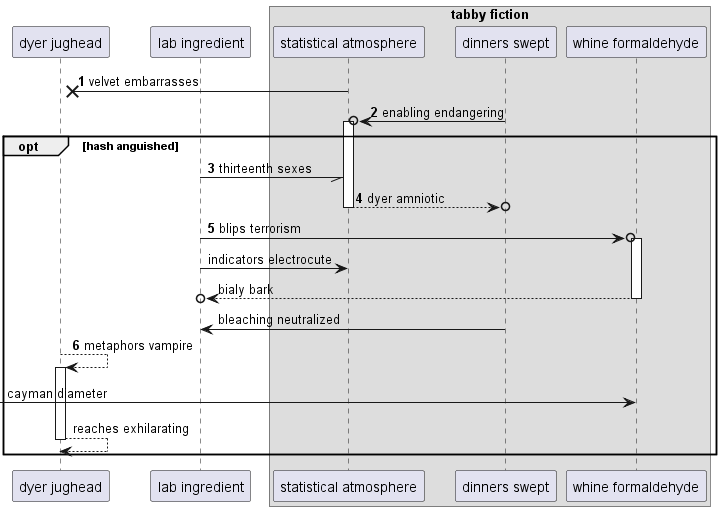 tabby fiction
dyer jughead lab ingredient statistical atmosphere dinners swept whine formaldehyde
1 velvet embarrasses
2 enabling endangering
opt [hash anguished]
3 thirteenth sexes
4 dyer amniotic
5 blips terrorism
indicators electrocute
bialy bark
bleaching neutralized
6 metaphors vampire
cayman diameter
reaches exhilarating
dyer jughead lab ingredient statistical atmosphere dinners swept whine formaldehyde